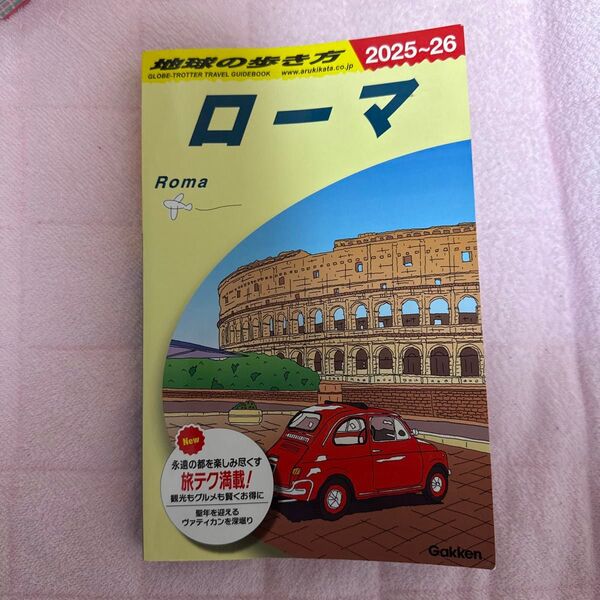 地球の歩き方
2025~26
GLOBE-TROTTER TRAVEL GUIDEBOOK
www.arukikata.co.jp
ローマ
Roma
New
永遠の都を楽しみ尽くす
旅テク満載!
観光もグルメも賢くお得に
聖年を迎える
ヴァティカンを深堀り
Gakken